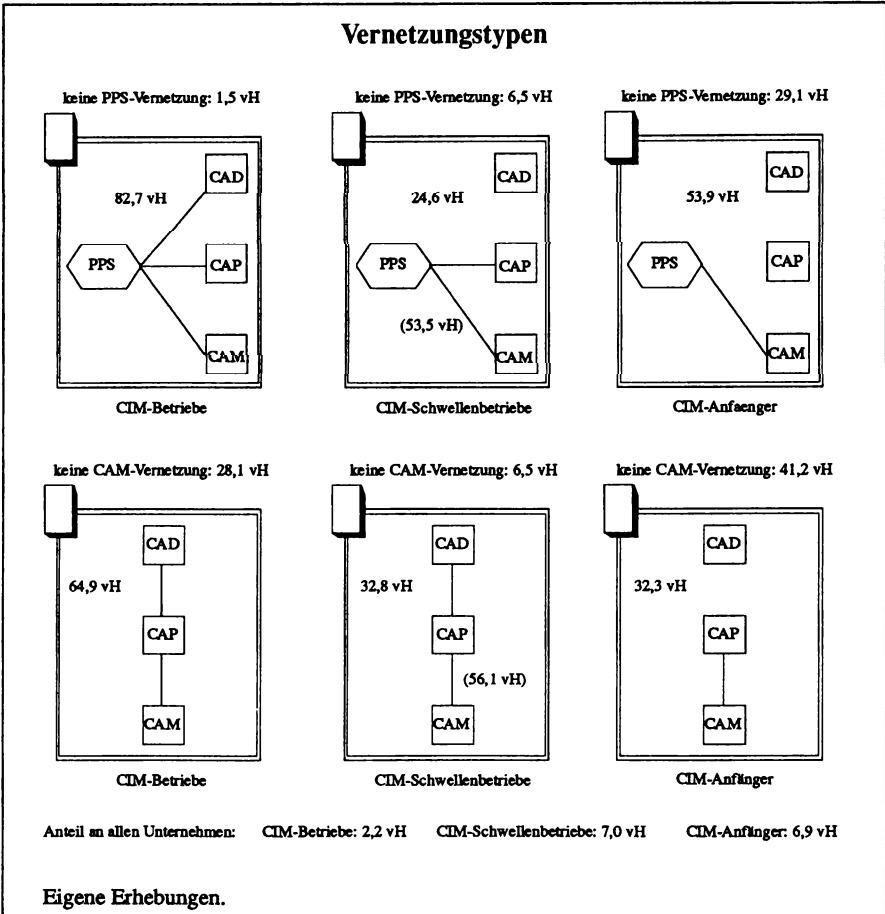 Vernetzungstypen
keine PPS-Vernetzung: 1,5 vH
keine PPS-Vernetzung: 6,5 vH
keine PPS-Vernetzung: 29,1 vH
CAD
82,7 vH
PPS
CAP
CAM
CIM-Betriebe
CAD
24,6 vH
PPS
CAP
(53,5 vH)
CAM
CIM-Schwellenbetriebe
CAD
53,9 vH
PPS
CAP
CAM
CIM-Anfaenger
keine CAM-Vernetzung: 28,1 vH
keine CAM-Vernetzung: 6,5 vH
keine CAM-Vernetzung: 41,2 vH
CAD
64,9 vH
CAP
CAM
CIM-Betriebe
CAD
32,8 vH
CAP
(56,1 vH)
CAM
CIM-Schwellenbetriebe
CAD
32,3 vH
CAP
CAM
CIM-Anfänger
Anteil an allen Unternehmen: CIM-Betriebe: 2,2 vH CIM-Schwellenbetriebe: 7,0 vH CIM-Anfänger: 6,9 vH
Eigene Erhebungen.